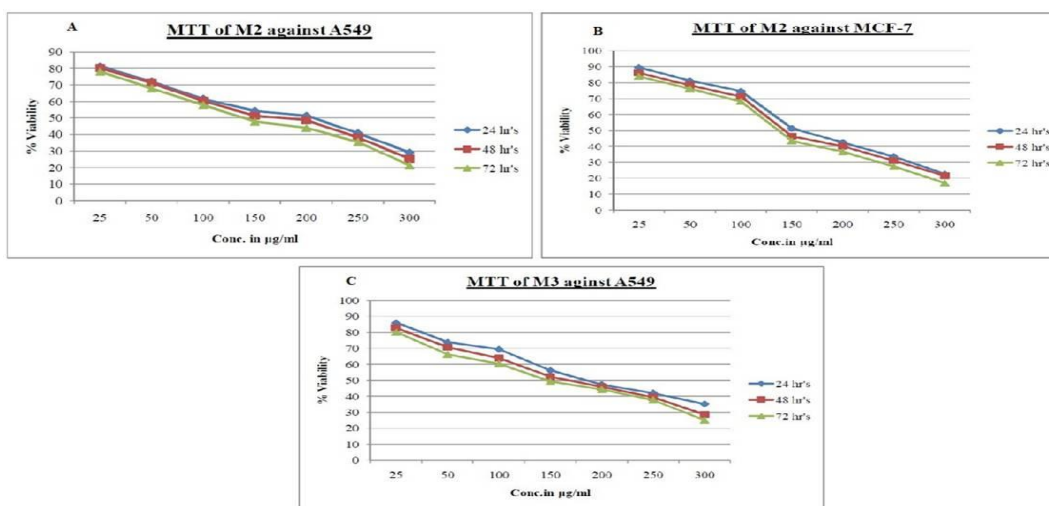 A
MTT of M2 against A549
90
80
70
60
50
40
30
20
10
0
% Viability
25 50 100 150 200 250 300
Conc. in µg/ml
24 hr's
48 hr's
72 hr's
B
MTT of M2 against MCF-7
100
90
80
70
60
50
40
30
20
10
0
% Viability
25 50 100 150 200 250 300
Conc. in µg/ml
24 hr's
48 hr's
72 hr's
C
MTT of M3 aginst A549
100
90
80
70
60
50
40
30
20
10
0
% Viability
25 50 100 150 200 250 300
Conc.in µg/ml
24 hr's
48 hr's
72 hr's